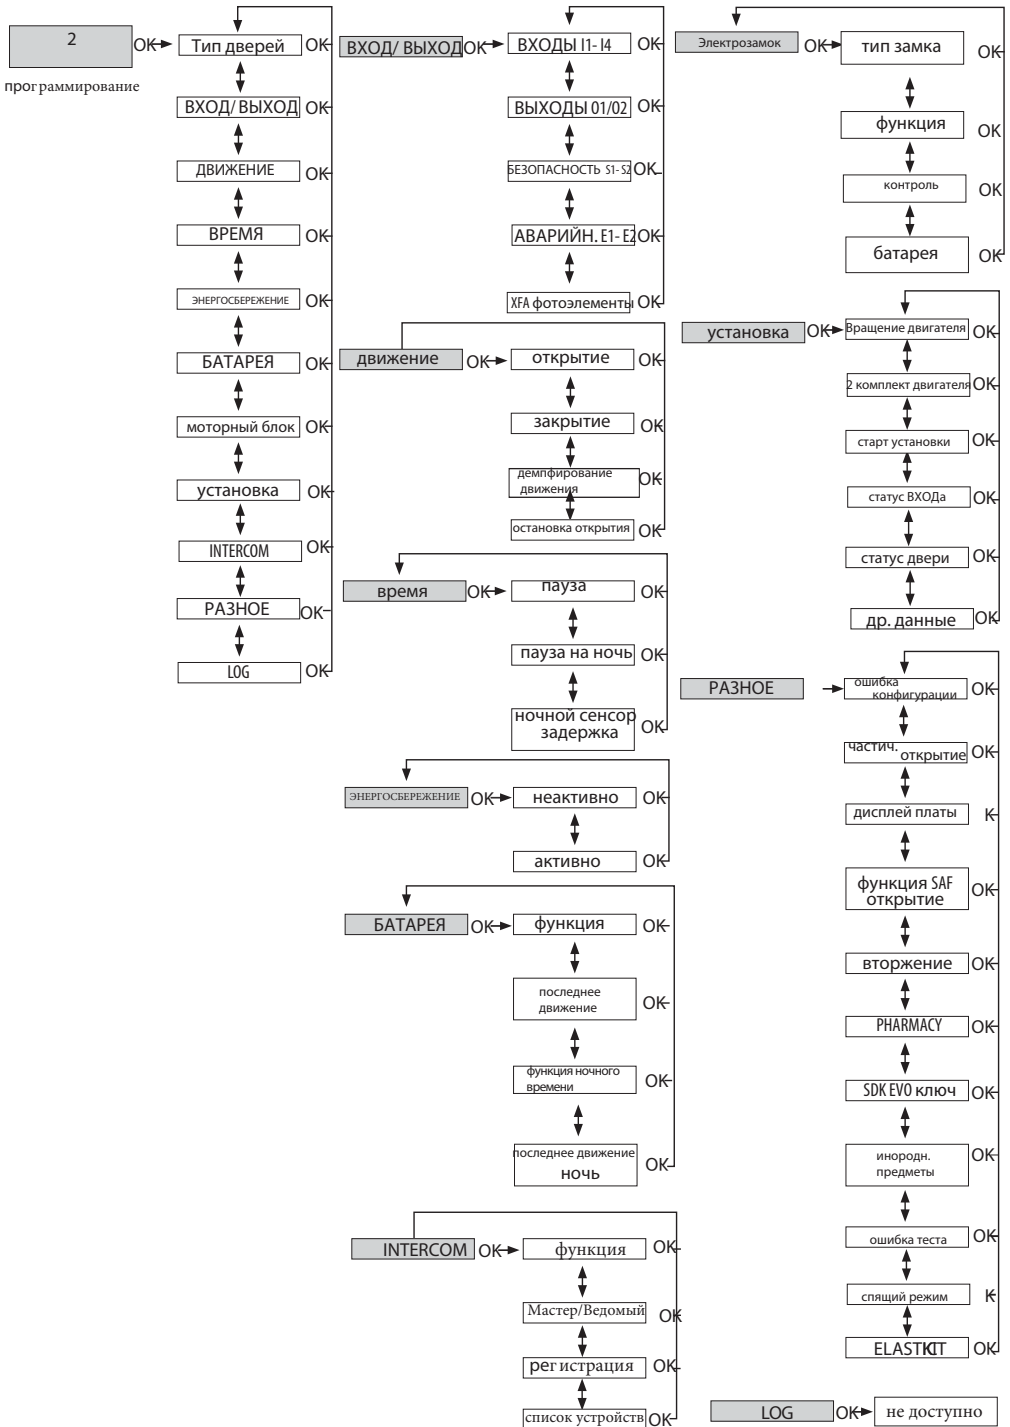 2
OK
программирование
Тип дверей OK
ВХОД/ ВЫХОД OK
ДВИЖЕНИЕ OK
ВРЕМЯ OK
ЭНЕРГОСБЕРЕЖЕНИЕ OK
БАТАРЕЯ OK
моторный блок OK
установка OK
INTERCOM OK
РАЗНОЕ OK
LOG OK
ВХОД/ ВЫХОД OK
ВХОДЫ I1- I4 OK
ВЫХОДЫ 01/02 OK
БЕЗОПАСНОСТЬ S1- S2 OK
АВАРИЙН. E1- E2 OK
XFA фотоэлементы OK
движение OK
открытие OK
закрытие OK
демпфирование
движения OK
остановка открытия OK
время OK
пауза OK
пауза на ночь OK
ночной сенсор
задержка OK
ЭНЕРГОСБЕРЕЖЕНИЕ OK
неактивно OK
активно OK
БАТАРЕЯ OK
функция OK
последнее
движение OK
функция ночного
времени OK
последнее движение
ночь OK
INTERCOM OK
функция OK
Мастер/Ведомый OK
регистрация OK
список устройств OK
Электрозамок OK
тип замка OK
функция OK
контроль OK
батарея OK
установка OK
Вращение двигателя OK
2 комплект двигателя OK
старт установки OK
статус ВХОДа OK
статус двери OK
др. данные OK
РАЗНОЕ
ошибка
конфигурации OK
частич.
открытие OK
дисплей платы K
функция SAF
открытие OK
вторжение OK
PHARMACY OK
SDK EVO ключ OK
инородн.
предметы OK
ошибка теста OK
спящий режим K
ELASTKIT OK
LOG OK
не доступно